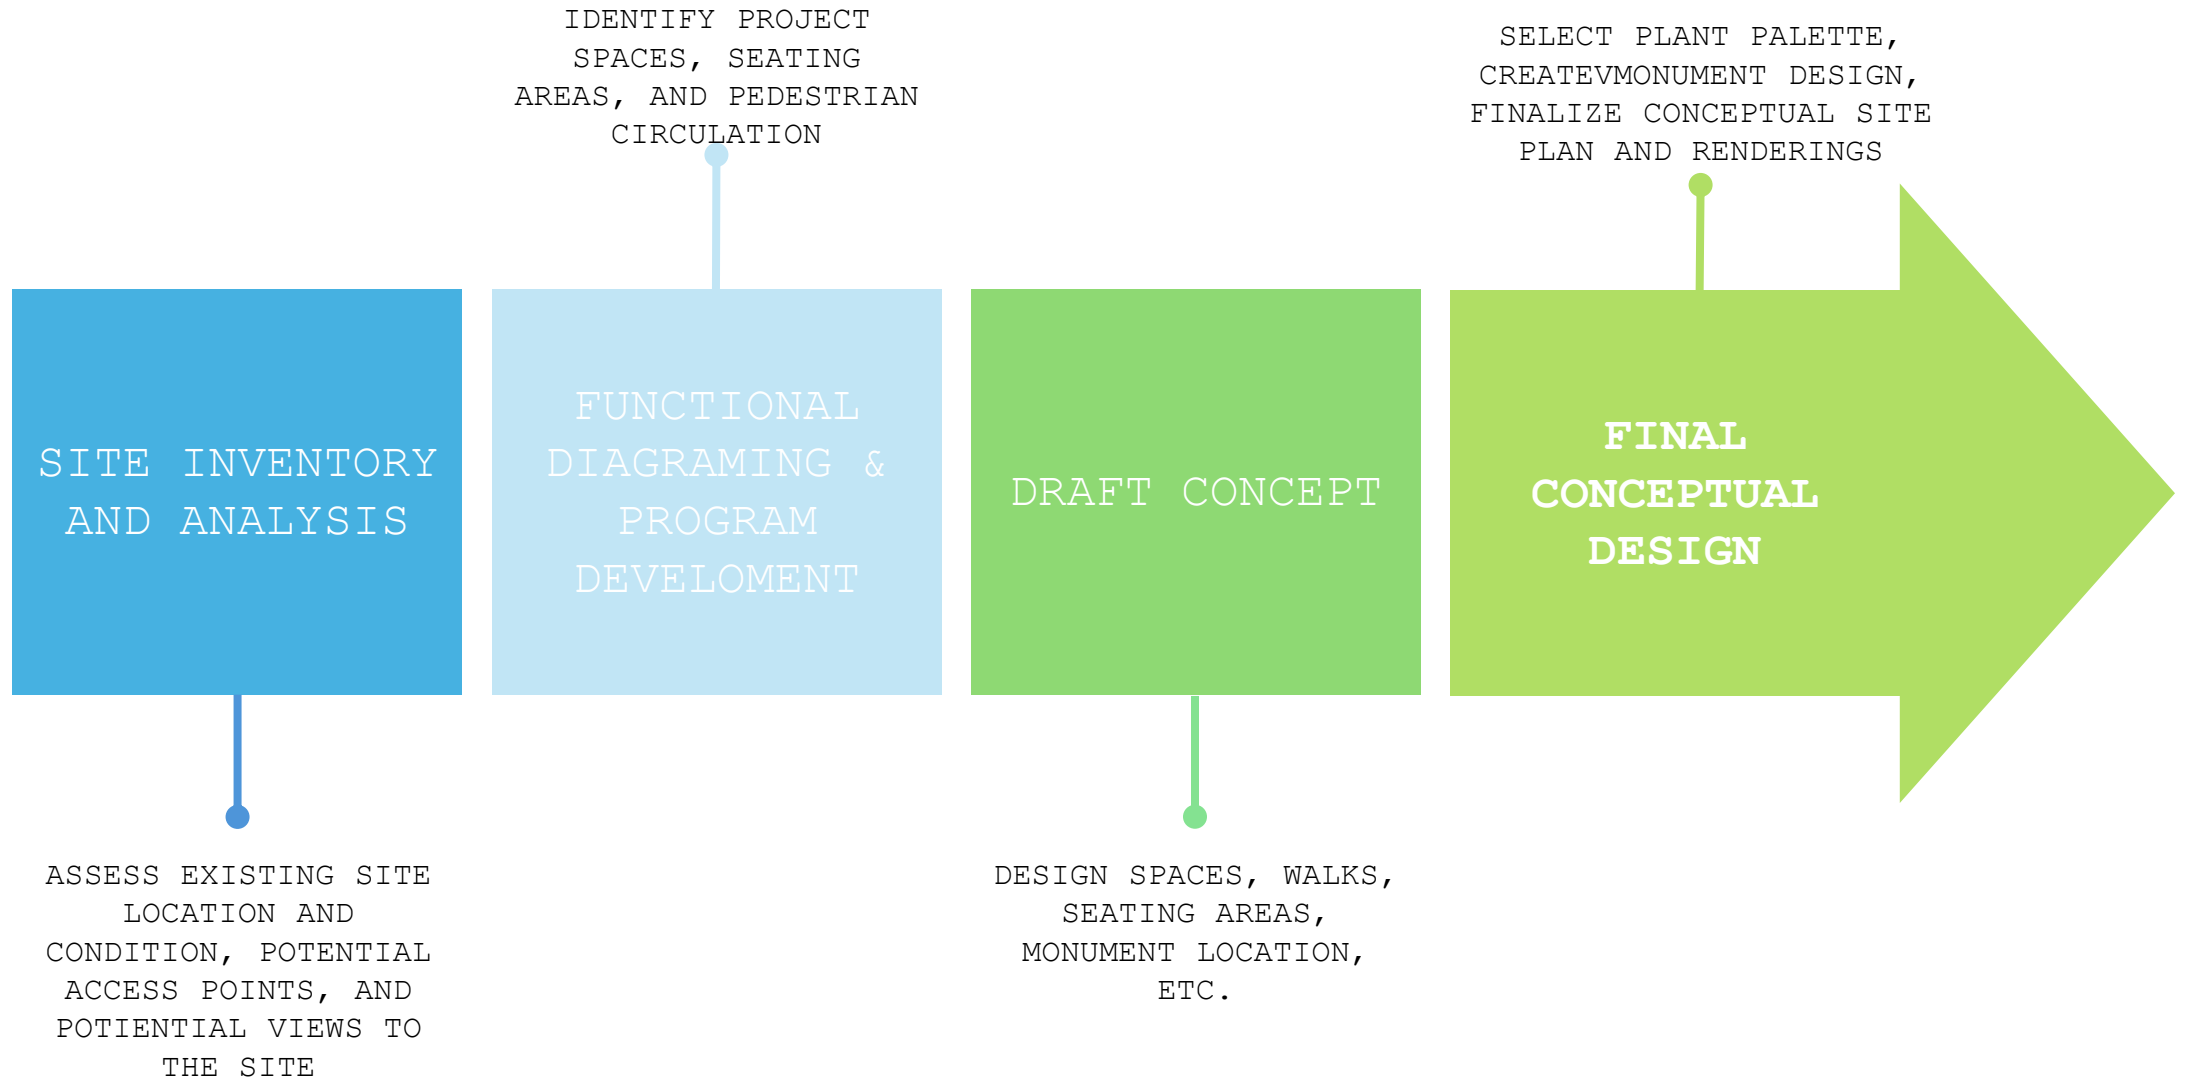 IDENTIFY PROJECT
SPACES, SEATING
AREAS, AND PEDESTRIAN
CIRCULATION
SELECT PLANT PALETTE,
CREATEVMONUMENT DESIGN,
FINALIZE CONCEPTUAL SITE
PLAN AND RENDERINGS
SITE INVENTORY
AND ANALYSIS
FUNCTIONAL
DIAGRAMING &
PROGRAM
DEVELOMENT
DRAFT CONCEPT
FINAL
CONCEPTUAL
DESIGN
ASSESS EXISTING SITE
LOCATION AND
CONDITION, POTENTIAL
ACCESS POINTS, AND
POTIENTIAL VIEWS TO
THE SITE
DESIGN SPACES, WALKS,
SEATING AREAS,
MONUMENT LOCATION,
ETC.